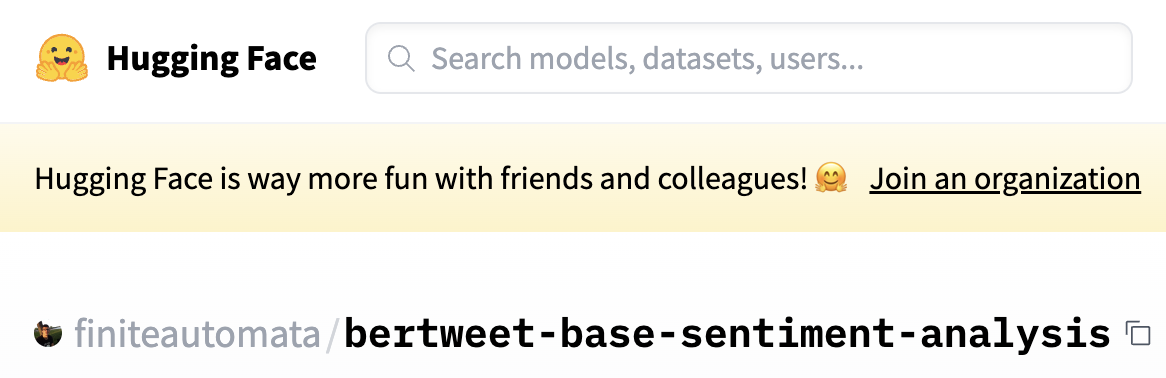 Hugging Face
Search models, datasets, users...
Hugging Face is way more fun with friends and colleagues! 🤗 Join an organization
finiteautomata/bertweet-base-sentiment-analysis